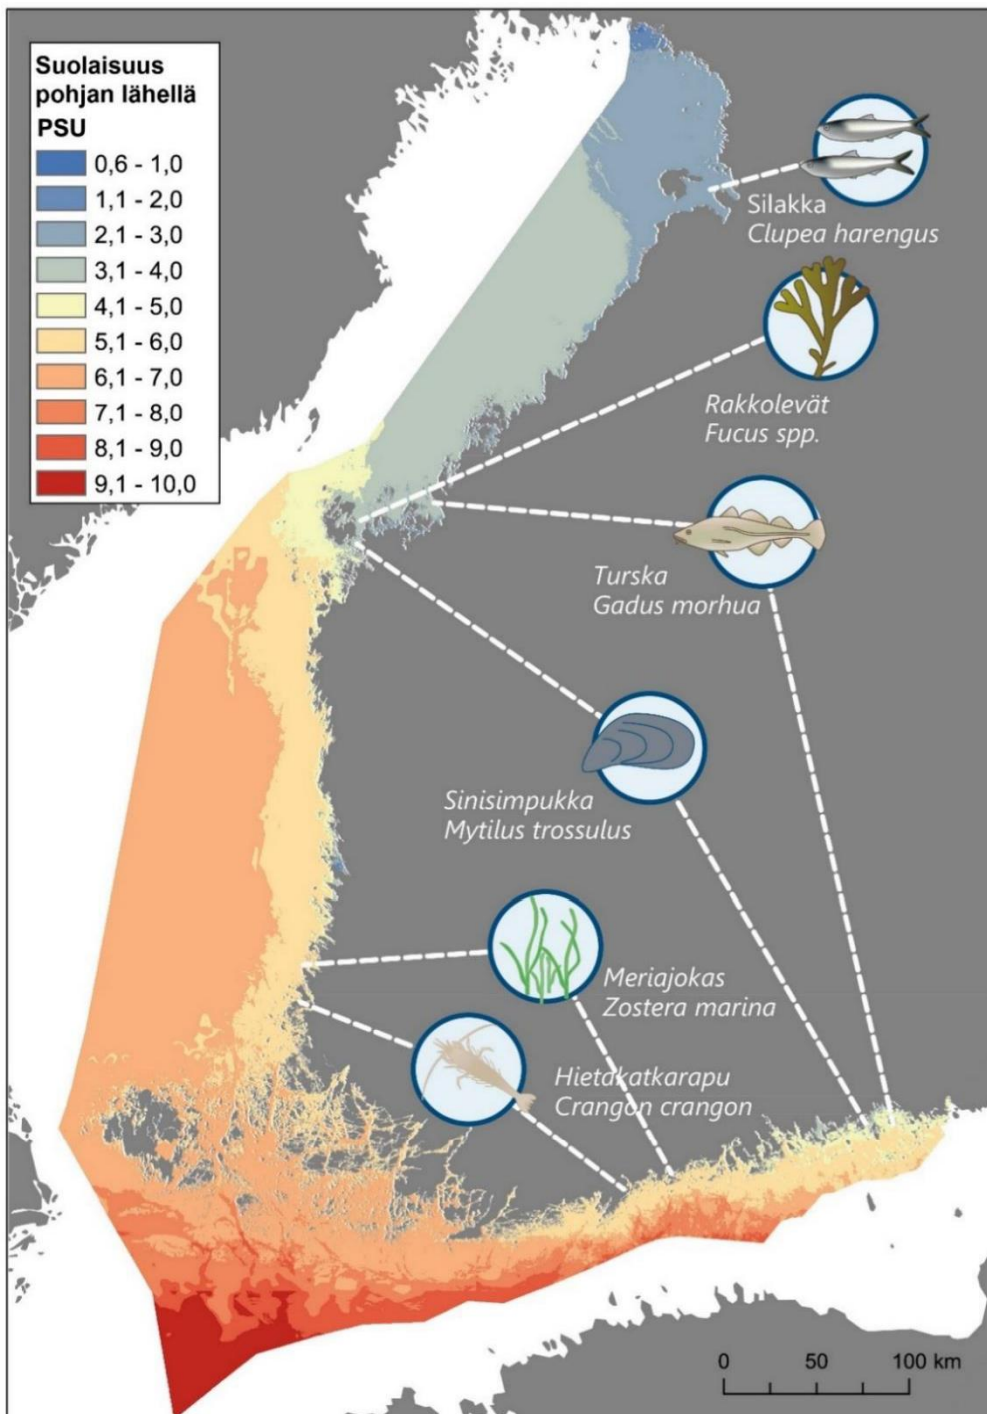 Suolaisuus
pohjan lähellä
PSU
0,6 - 1,0
1,1 - 2,0
2,1 - 3,0
3,1 - 4,0
4,1 - 5,0
5,1 - 6,0
6,1 - 7,0
7,1 - 8,0
8,1 - 9,0
9,1 - 10,0
Silakka
Clupea harengus
Rakkolevät
Fucus spp.
Turska
Gadus morhua
Sinisimpukka
Mytilus trossulus
Meriajokas
Zostera marina
Hietakatkarapu
Crangon crangon
0 50 100 km